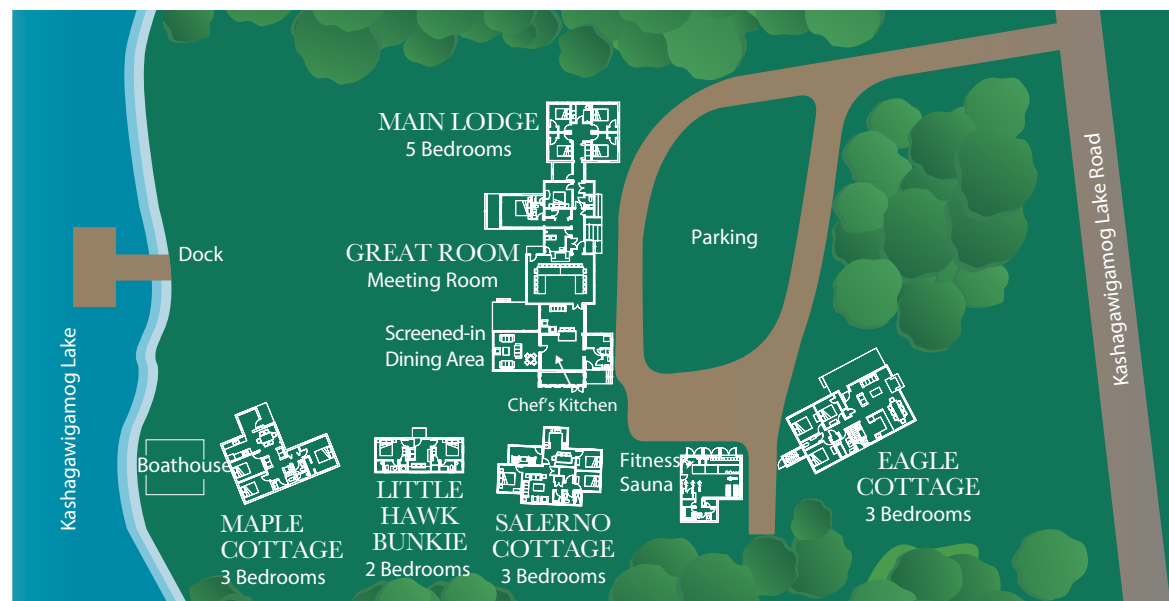 MAIN LODGE
5 Bedrooms
GREAT ROOM
Meeting Room
Screened-in
Dining Area
Chef's Kitchen
Parking
Dock
Kashagawigamog Lake
Kashagawigamog Lake Road
Boathouse
MAPLE
COTTAGE
3 Bedrooms
LITTLE
HAWK
BUNKIE
2 Bedrooms
SALERNO
COTTAGE
3 Bedrooms
Fitness
Sauna
EAGLE
COTTAGE
3 Bedrooms